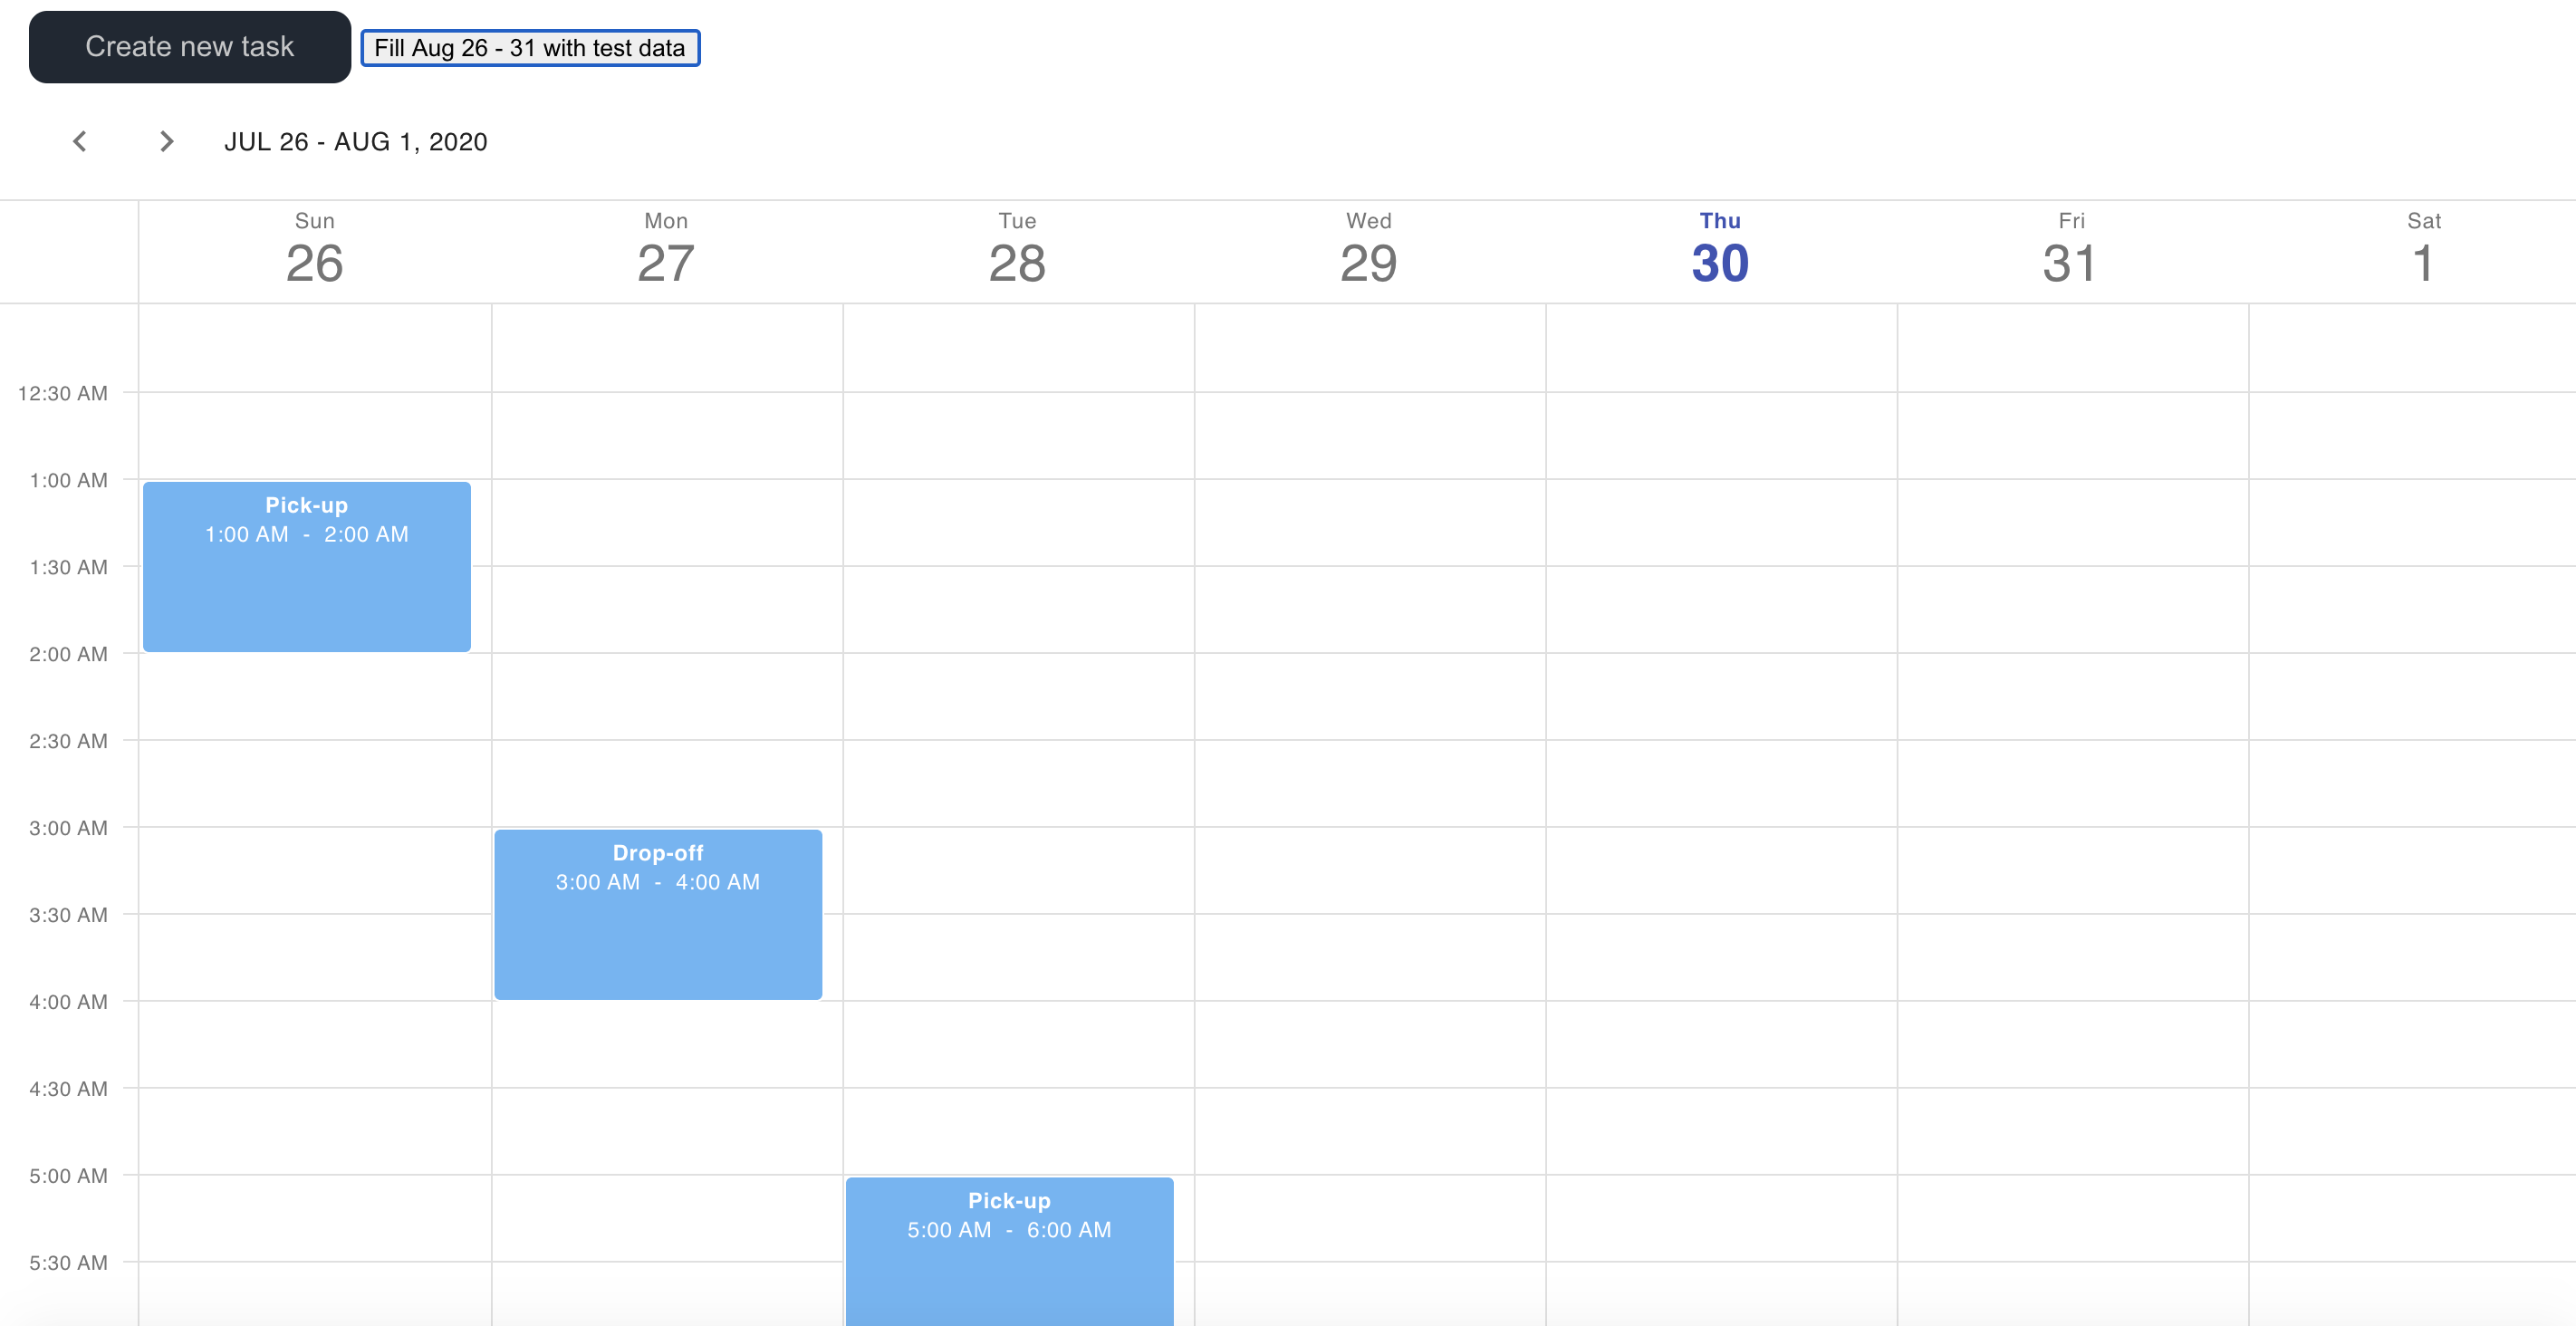 Create new task
Fill Aug 26 - 31 with test data
JUL 26 - AUG 1, 2020
Sun Mon Tue Wed Thu Fri Sat
26 27 28 29 30 31 1
12:30 AM
1:00 AM
Pick-up
1:00 AM - 2:00 AM
1:30 AM
2:00 AM
2:30 AM
3:00 AM
Drop-off
3:00 AM - 4:00 AM
3:30 AM
4:00 AM
4:30 AM
5:00 AM
Pick-up
5:00 AM - 6:00 AM
5:30 AM